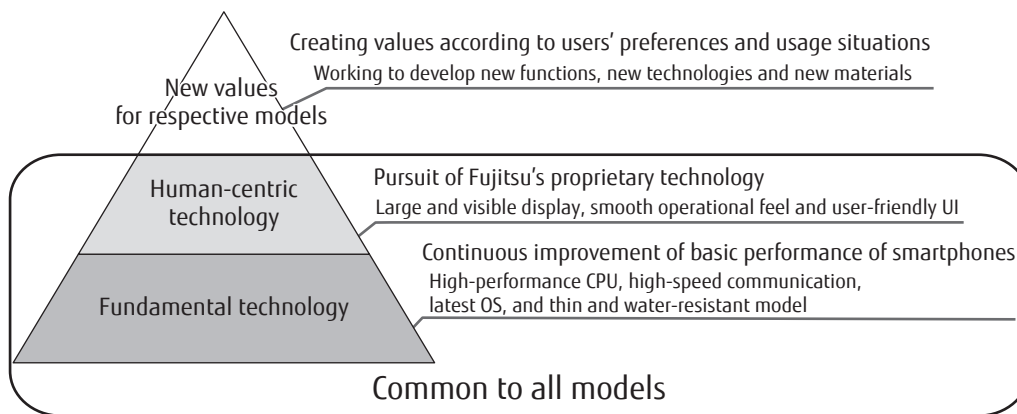 Creating values according to users’ preferences and usage situations
Working to develop new functions, new technologies and new materials
New values
for respective models
Human-centric
technology
Pursuit of Fujitsu’s proprietary technology
Large and visible display, smooth operational feel and user-friendly UI
Continuous improvement of basic performance of smartphones
High-performance CPU, high-speed communication,
latest OS, and thin and water-resistant model
Fundamental technology
Common to all models